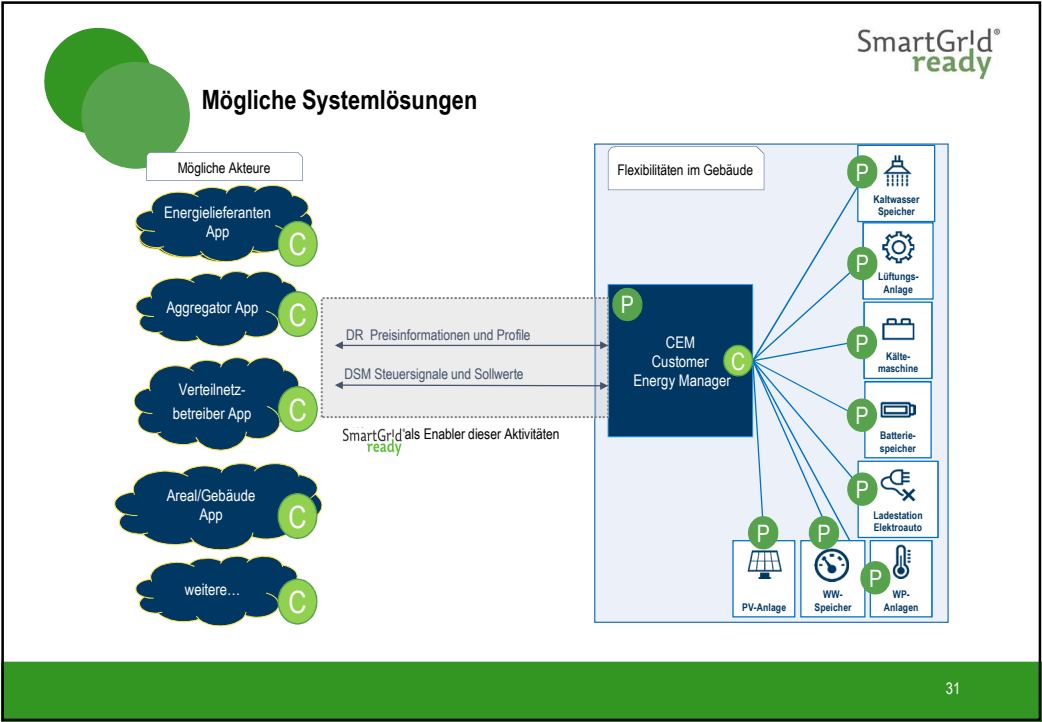 SmartGr!d®
ready
Mögliche Systemlösungen
Mögliche Akteure
Energielieferanten
App
C
Aggregator App
C
Verteilnetz-
betreiber App
C
Areal/Gebäude
App
C
weitere…
C
DR Preisinformationen und Profile
DSM Steuersignale und Sollwerte
SmartGr!d® als Enabler dieser Aktivitäten
ready
Flexibilitäten im Gebäude
P
CEM
Customer
Energy Manager
C
P
Kaltwasser
Speicher
P
Lüftungs-
Anlage
P
Kälte-
maschine
P
Batterie-
speicher
P
Ladestation
Elektroauto
P
PV-Anlage
P
WW-
Speicher
P
WP-
Anlagen
31